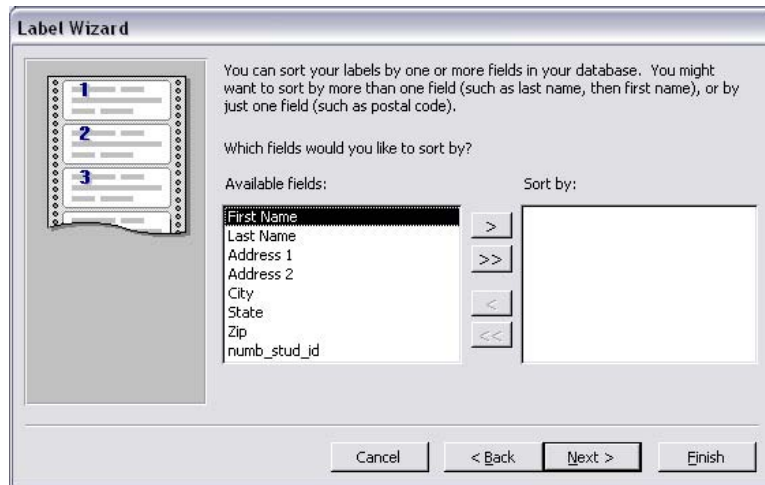 Label Wizard
1
2
3
You can sort your labels by one or more fields in your database. You might
want to sort by more than one field (such as last name, then first name), or by
just one field (such as postal code).
Which fields would you like to sort by?
Available fields:
Sort by:
First Name
Last Name
Address 1
Address 2
City
State
Zip
numb_stud_id
>
>>
<
<<
Cancel
< Back
Next >
Finish